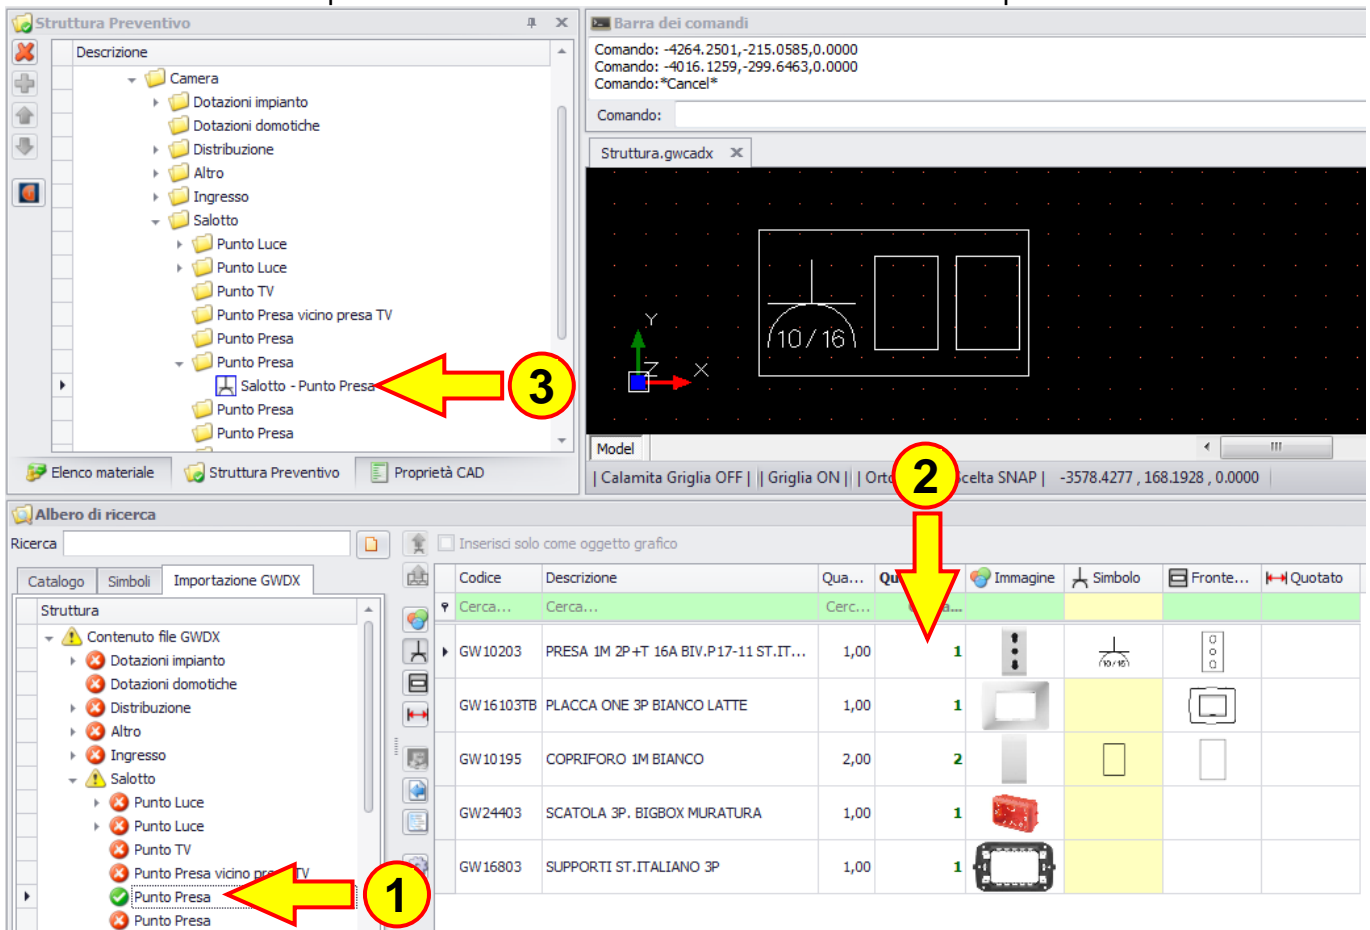 Struttura Preventivo
Descrizione
Camera
Dotazioni impianto
Dotazioni domotiche
Distribuzione
Altro
Ingresso
Salotto
Punto Luce
Punto Luce
Punto TV
Punto Presa vicino presa TV
Punto Presa
Punto Presa
Salotto - Punto Presa
3
Punto Presa
Punto Presa
Elenco materiale
Struttura Preventivo
Proprietà CAD
Barra dei comandi
Comando: -4264.2501,-215.0585,0.0000
Comando: -4016.1259,-299.6463,0.0000
Comando:*Cancel*
Comando:
Struttura.gwcadx
10/16
Y
Z
X
Model
| Calamita Griglia OFF | | Griglia ON | | Orto
2
celta SNAP | -3578.4277 , 168.1928 , 0.0000
Albero di ricerca
Ricerca
Catalogo Simboli Importazione GWDX
Struttura
Contenuto file GWDX
Dotazioni impianto
Dotazioni domotiche
Distribuzione
Altro
Ingresso
Salotto
Punto Luce
Punto Luce
Punto TV
Punto Presa vicino
Punto Presa
1
Punto Presa
Inserisci solo come oggetto grafico
Codice Descrizione Qua... Immagine Simbolo Fronte... Quotato
Cerca... Cerca... Cerc...
GW10203 PRESA 1M 2P+T 16A BIV.P17-11 ST.IT... 1,00 1 (10/16)
GW16103TB PLACCA ONE 3P BIANCO LATTE 1,00 1
GW10195 COPRIFORO 1M BIANCO 2,00 2
GW24403 SCATOLA 3P. BIGBOX MURATURA 1,00 1
GW16803 SUPPORTI ST.ITALIANO 3P 1,00 1